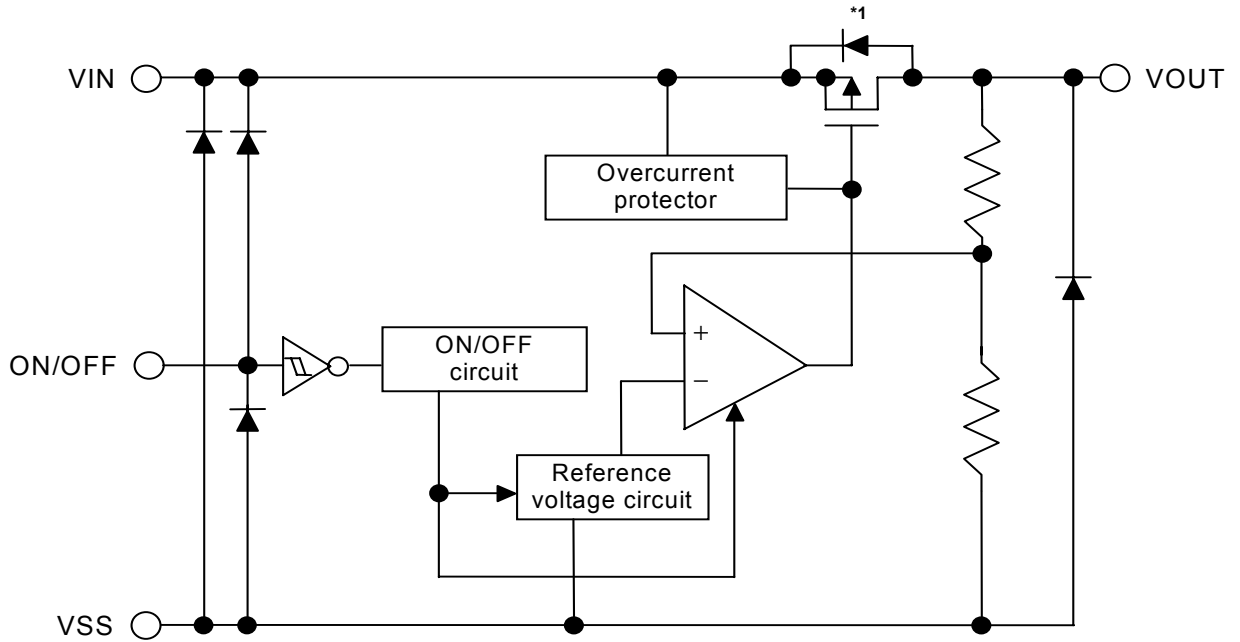 *1
VIN
VOUT
Overcurrent
protector
+
−
ON/OFF
ON/OFF
circuit
Reference
voltage circuit
VSS